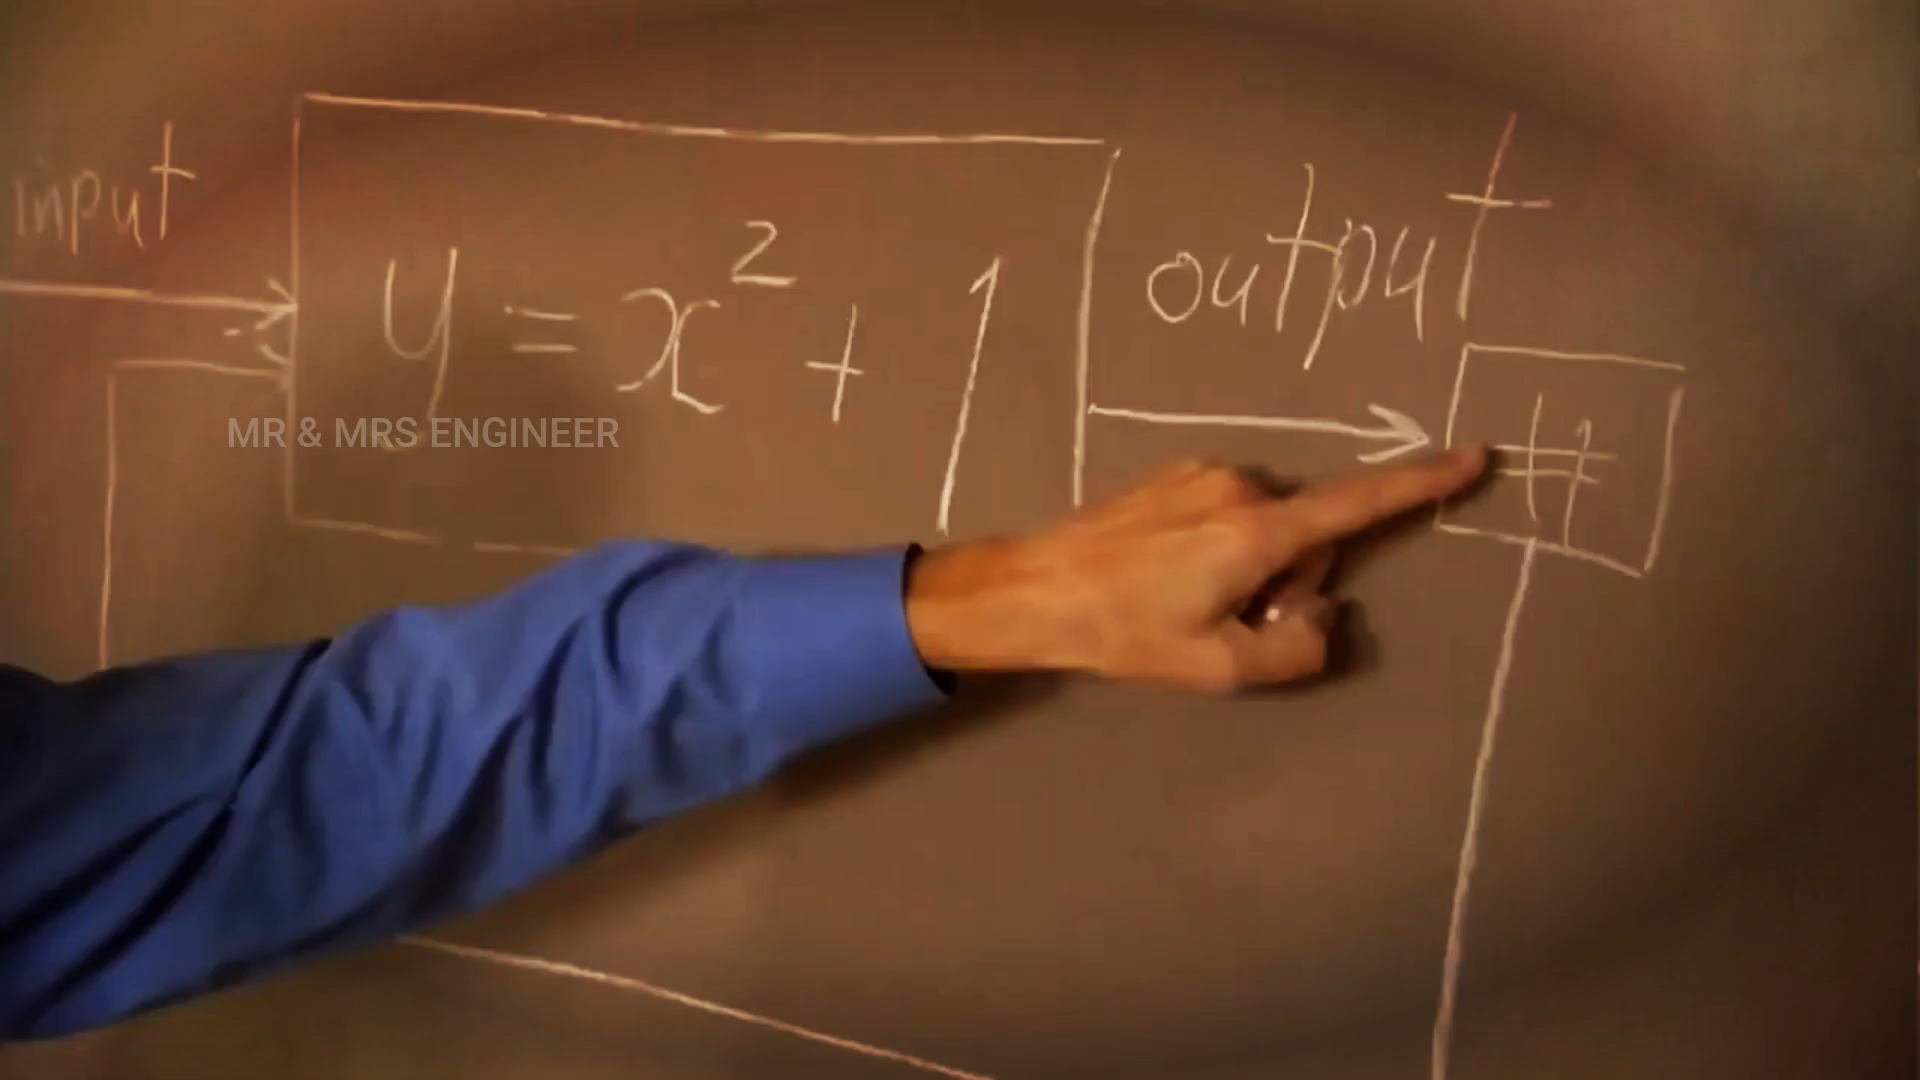 input
y = x² + 1
output
#
MR & MRS ENGINEER